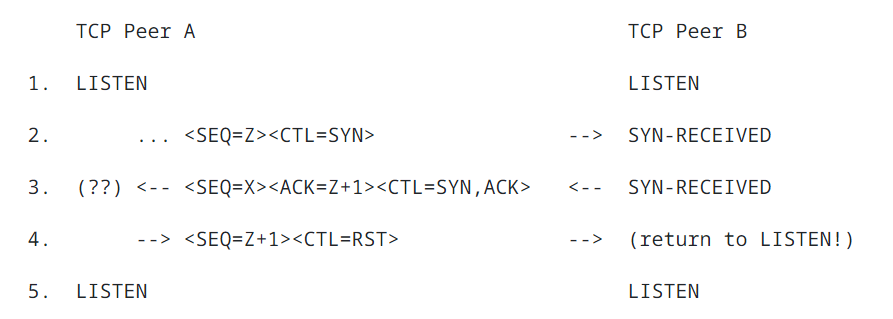 TCP Peer A                                    TCP Peer B
1.  LISTEN                                        LISTEN
2.       ... <SEQ=Z><CTL=SYN>                -->  SYN-RECEIVED
3.  (??) <-- <SEQ=X><ACK=Z+1><CTL=SYN,ACK>   <--  SYN-RECEIVED
4.       --> <SEQ=Z+1><CTL=RST>              -->  (return to LISTEN!)
5.  LISTEN                                        LISTEN